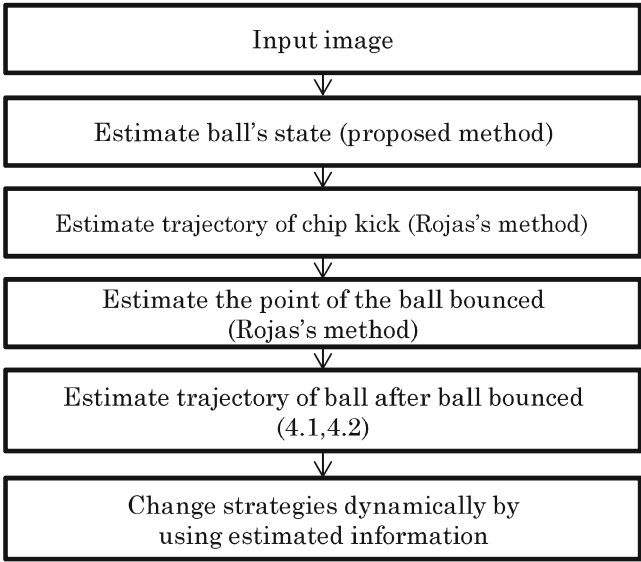 Input image
Estimate ball's state (proposed method)
Estimate trajectory of chip kick (Rojas's method)
Estimate the point of the ball bounced
(Rojas's method)
Estimate trajectory of ball after ball bounced
(4.1,4.2)
Change strategies dynamically by
using estimated information